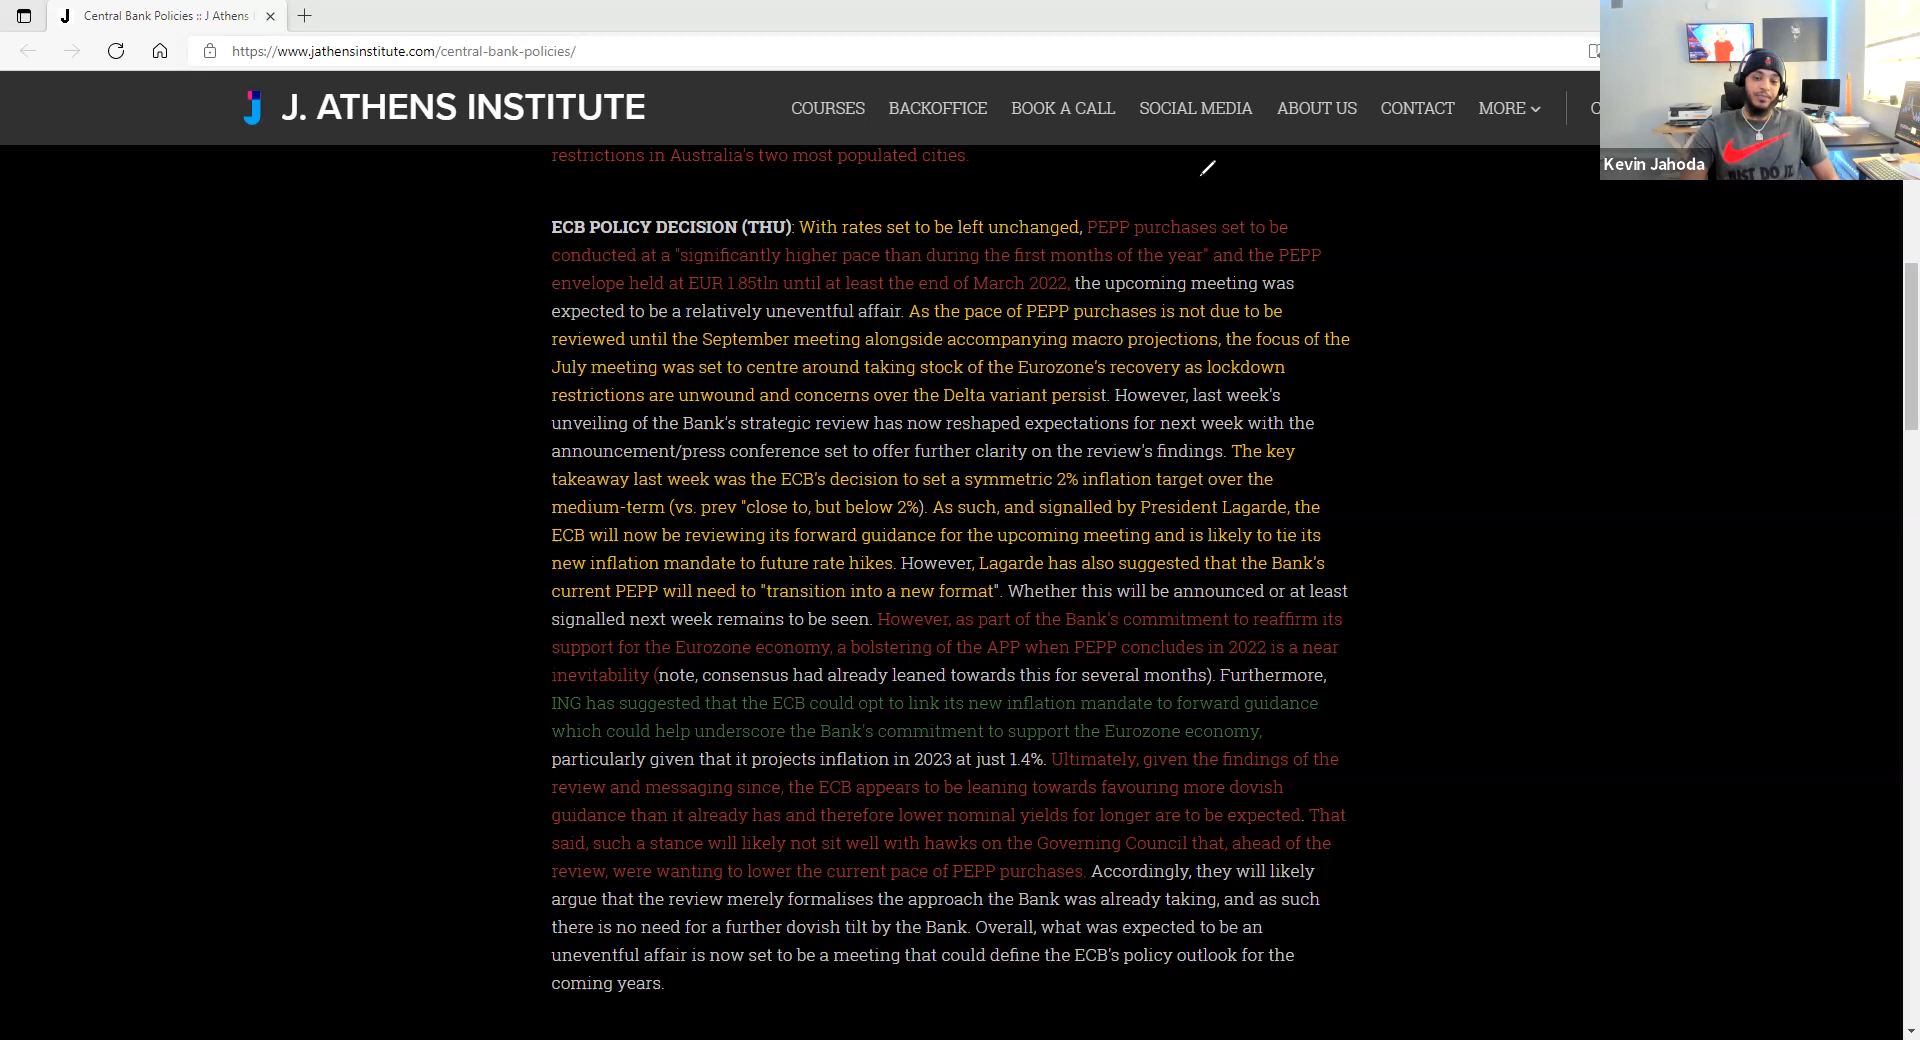 Central Bank Policies :: J Athens
https://www.jathensinstitute.com/central-bank-policies/
J. ATHENS INSTITUTE
COURSES BACKOFFICE BOOK A CALL SOCIAL MEDIA ABOUT US CONTACT MORE
Kevin Jahoda
JUST DO IT
restrictions in Australia's two most populated cities.
ECB POLICY DECISION (THU): With rates set to be left unchanged, PEPP purchases set to be
conducted at a "significantly higher pace than during the first months of the year" and the PEPP
envelope held at EUR 1.85tln until at least the end of March 2022, the upcoming meeting was
expected to be a relatively uneventful affair. As the pace of PEPP purchases is not due to be
reviewed until the September meeting alongside accompanying macro projections, the focus of the
July meeting was set to centre around taking stock of the Eurozone's recovery as lockdown
restrictions are unwound and concerns over the Delta variant persist. However, last week's
unveiling of the Bank's strategic review has now reshaped expectations for next week with the
announcement/press conference set to offer further clarity on the review's findings. The key
takeaway last week was the ECB's decision to set a symmetric 2% inflation target over the
medium-term (vs. prev "close to, but below 2%). As such, and signalled by President Lagarde, the
ECB will now be reviewing its forward guidance for the upcoming meeting and is likely to tie its
new inflation mandate to future rate hikes. However, Lagarde has also suggested that the Bank's
current PEPP will need to "transition into a new format". Whether this will be announced or at least
signalled next week remains to be seen. However, as part of the Bank's commitment to reaffirm its
support for the Eurozone economy, a bolstering of the APP when PEPP concludes in 2022 is a near
inevitability (note, consensus had already leaned towards this for several months). Furthermore,
ING has suggested that the ECB could opt to link its new inflation mandate to forward guidance
which could help underscore the Bank's commitment to support the Eurozone economy,
particularly given that it projects inflation in 2023 at just 1.4%. Ultimately, given the findings of the
review and messaging since, the ECB appears to be leaning towards favouring more dovish
guidance than it already has and therefore lower nominal yields for longer are to be expected. That
said, such a stance will likely not sit well with hawks on the Governing Council that, ahead of the
review, were wanting to lower the current pace of PEPP purchases. Accordingly, they will likely
argue that the review merely formalises the approach the Bank was already taking, and as such
there is no need for a further dovish tilt by the Bank. Overall, what was expected to be an
uneventful affair is now set to be a meeting that could define the ECB's policy outlook for the
coming years.